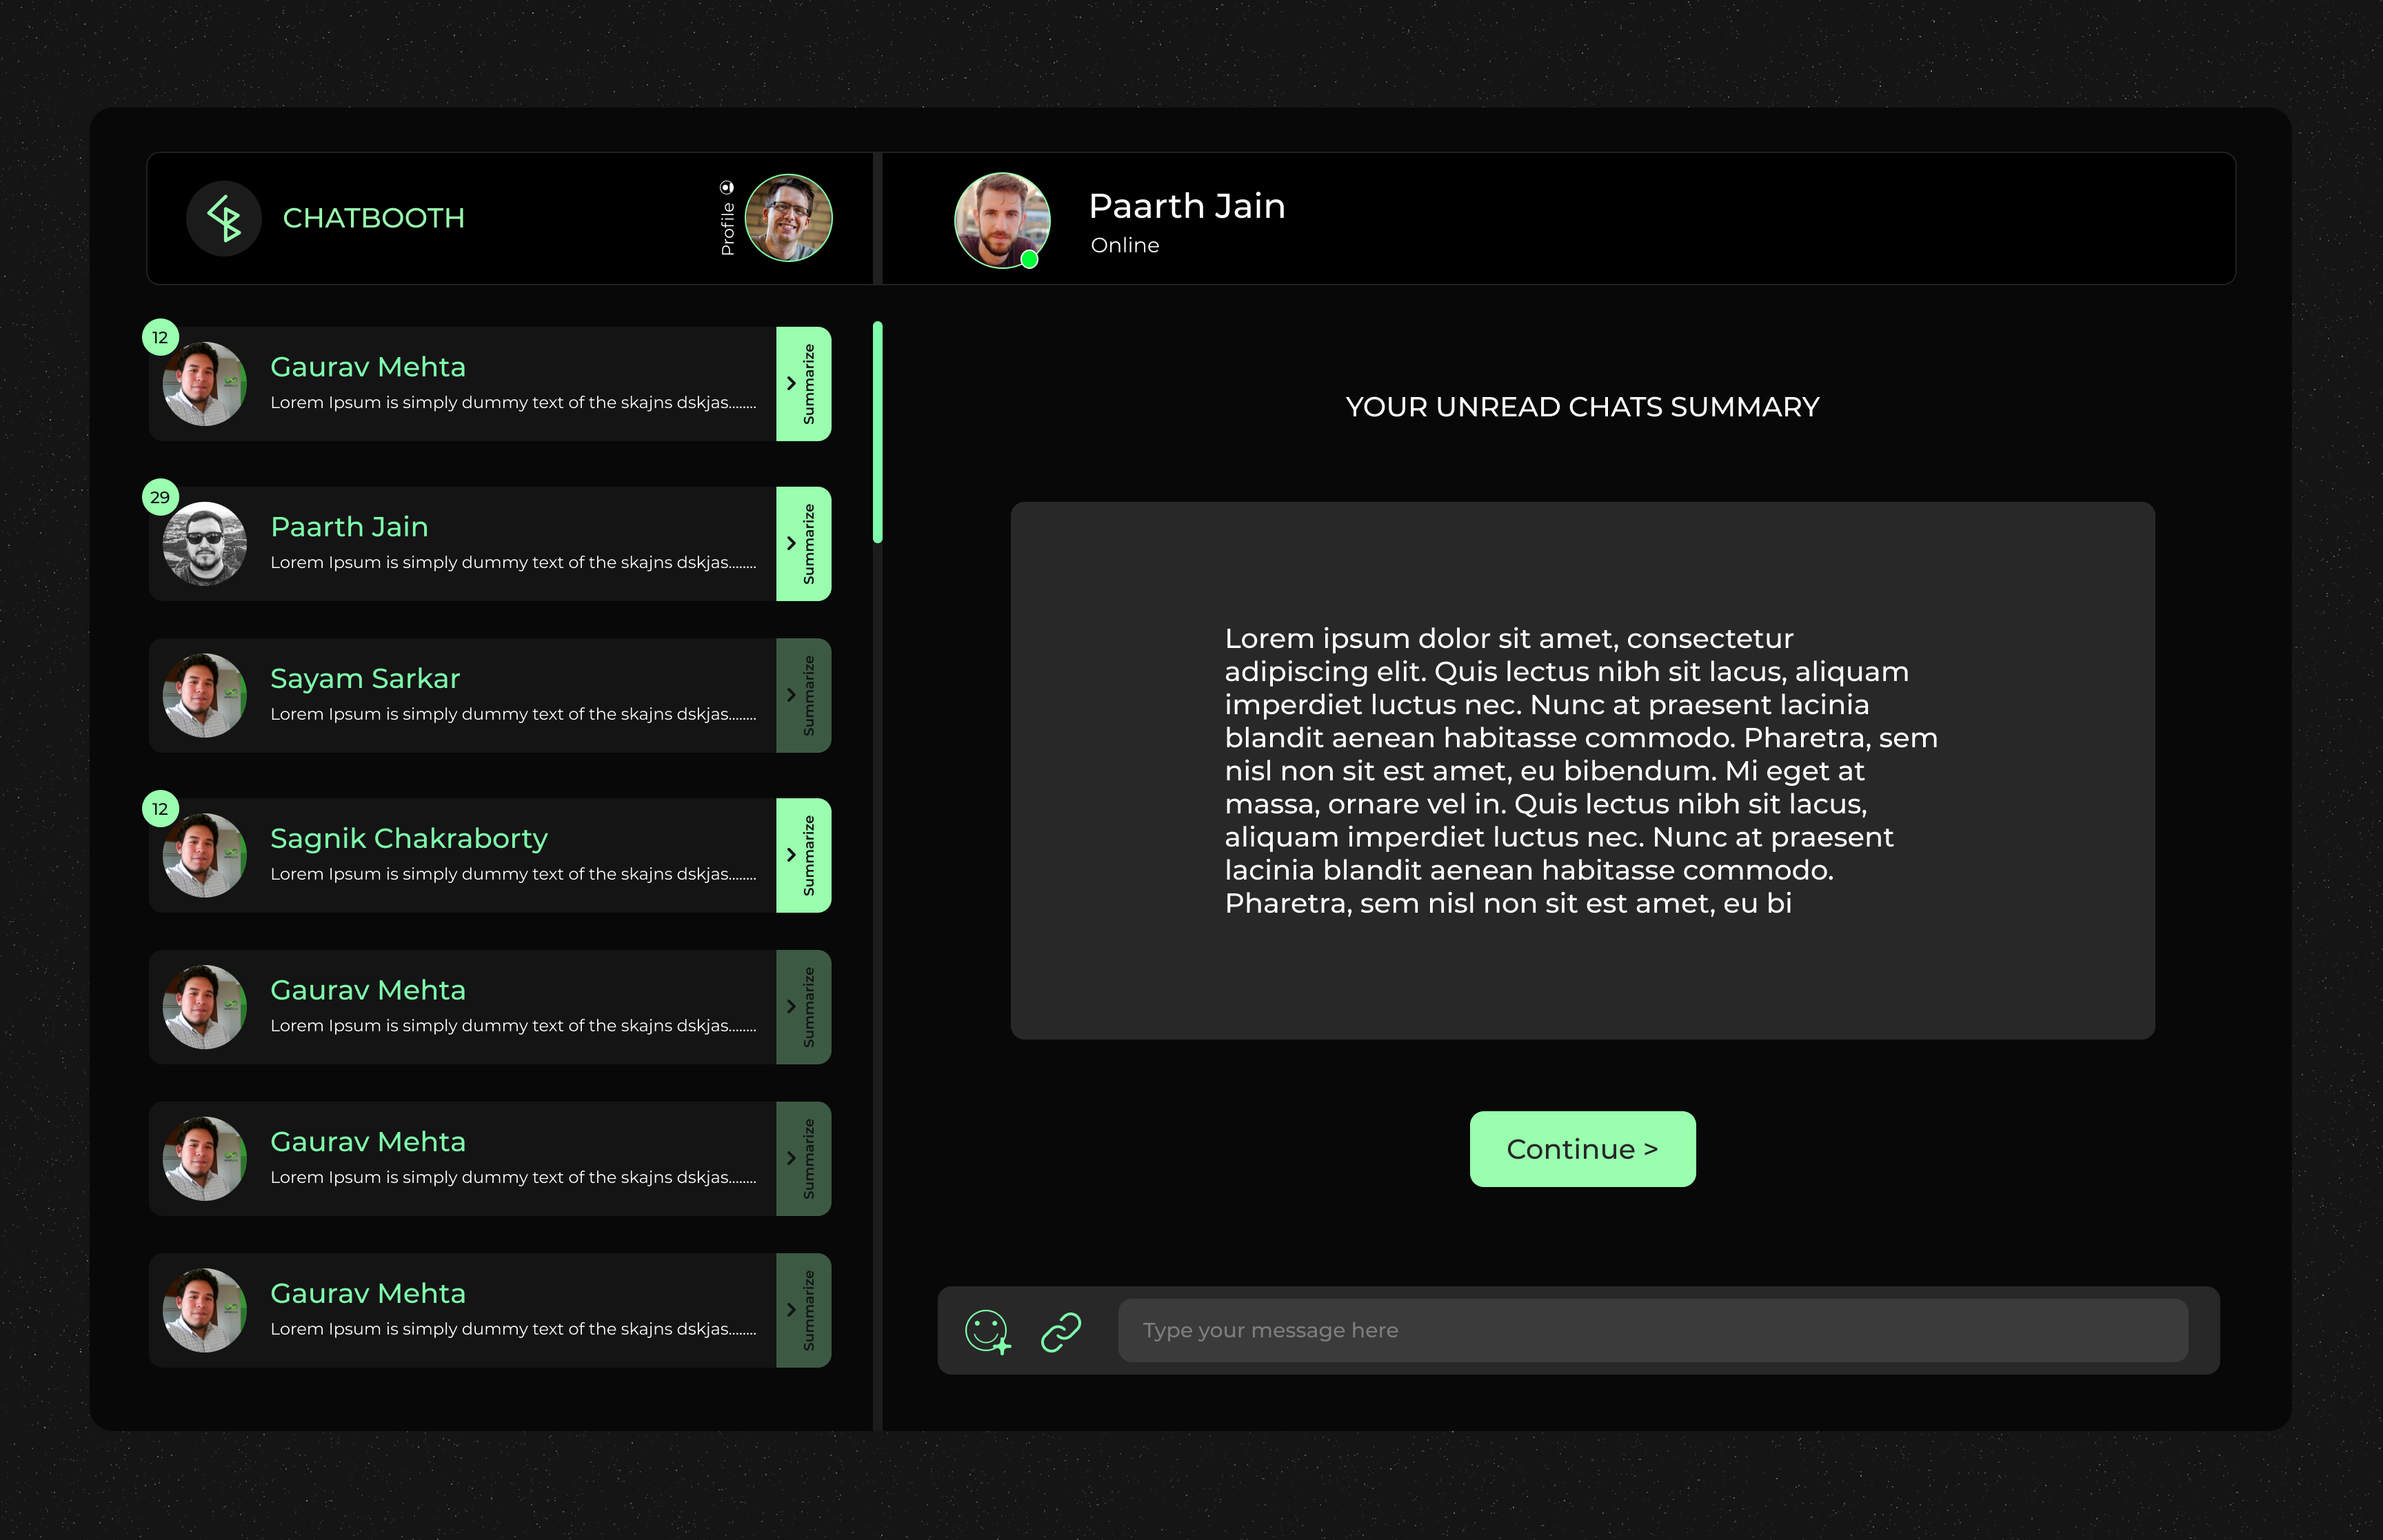 CHATBOOTH
Profile
Paarth Jain
Online
12
Gaurav Mehta
Lorem Ipsum is simply dummy text of the skajns dskjas........
Summarize
29
Paarth Jain
Lorem Ipsum is simply dummy text of the skajns dskjas........
Summarize
Sayam Sarkar
Lorem Ipsum is simply dummy text of the skajns dskjas........
Summarize
12
Sagnik Chakraborty
Lorem Ipsum is simply dummy text of the skajns dskjas........
Summarize
Gaurav Mehta
Lorem Ipsum is simply dummy text of the skajns dskjas........
Summarize
Gaurav Mehta
Lorem Ipsum is simply dummy text of the skajns dskjas........
Summarize
Gaurav Mehta
Lorem Ipsum is simply dummy text of the skajns dskjas........
Summarize
YOUR UNREAD CHATS SUMMARY
Lorem ipsum dolor sit amet, consectetur
adipiscing elit. Quis lectus nibh sit lacus, aliquam
imperdiet luctus nec. Nunc at praesent lacinia
blandit aenean habitasse commodo. Pharetra, sem
nisl non sit est amet, eu bibendum. Mi eget at
massa, ornare vel in. Quis lectus nibh sit lacus,
aliquam imperdiet luctus nec. Nunc at praesent
lacinia blandit aenean habitasse commodo.
Pharetra, sem nisl non sit est amet, eu bi
Continue >
Type your message here